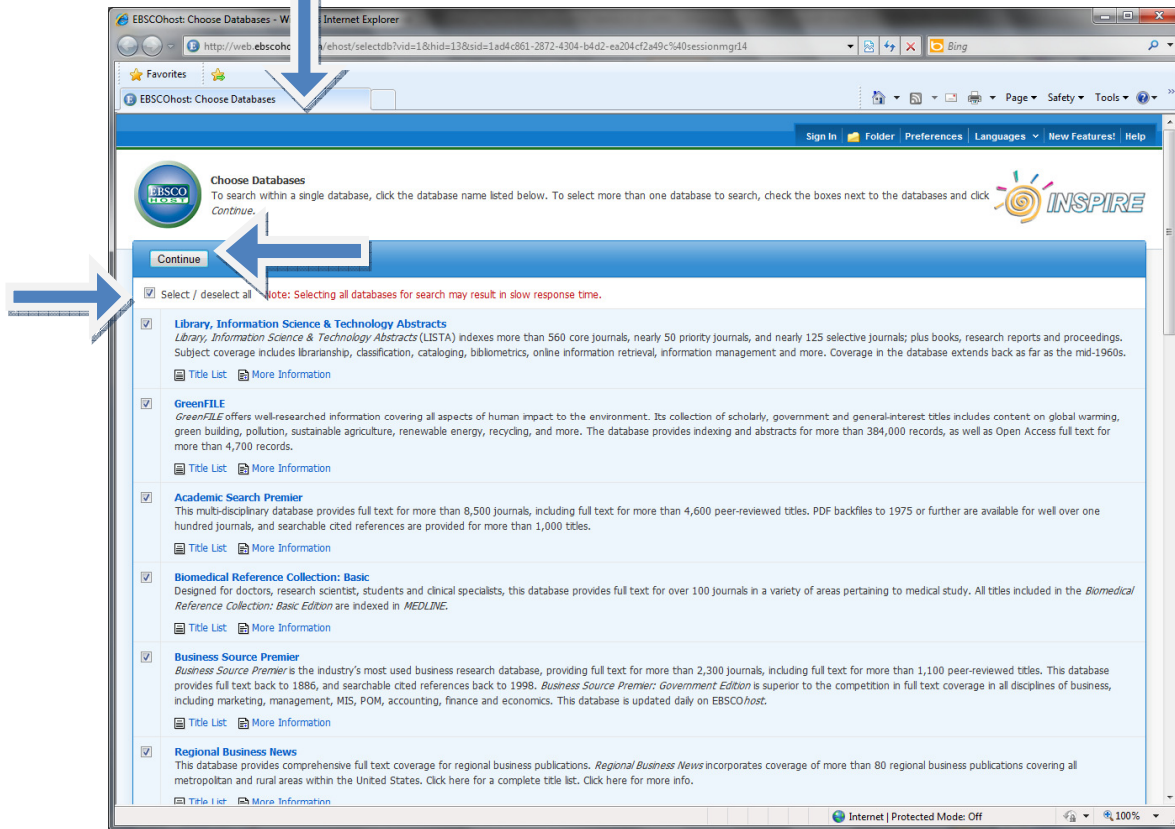 EBSCOhost: Choose Databases - W Internet Explorer
http://web.ebscoho /ehost/selectdb?vid=1&hid=13&sid=1ad4c861-2872-4304-b4d2-ea204cf2a49c%40sessionmgr14
Bing
Favorites
EBSCOhost: Choose Databases
Page Safety Tools
Sign In Folder Preferences Languages New Features! Help
EBSCO
HOST
Choose Databases
To search within a single database, click the database name listed below. To select more than one database to search, check the boxes next to the databases and click
Continue.
INSPIRE
Continue
Select / deselect all Note: Selecting all databases for search may result in slow response time.
Library, Information Science & Technology Abstracts
Library, Information Science & Technology Abstracts (LISTA) indexes more than 560 core journals, nearly 50 priority journals, and nearly 125 selective journals; plus books, research reports and proceedings.
Subject coverage includes librarianship, classification, cataloging, bibliometrics, online information retrieval, information management and more. Coverage in the database extends back as far as the mid-1960s.
Title List More Information
GreenFILE
GreenFILE offers well-researched information covering all aspects of human impact to the environment. Its collection of scholarly, government and general-interest titles includes content on global warming,
green building, pollution, sustainable agriculture, renewable energy, recycling, and more. The database provides indexing and abstracts for more than 384,000 records, as well as Open Access full text for
more than 4,700 records.
Title List More Information
Academic Search Premier
This multi-disciplinary database provides full text for more than 8,500 journals, including full text for more than 4,600 peer-reviewed titles. PDF backfiles to 1975 or further are available for well over one
hundred journals, and searchable cited references are provided for more than 1,000 titles.
Title List More Information
Biomedical Reference Collection: Basic
Designed for doctors, research scientist, students and clinical specialists, this database provides full text for over 100 journals in a variety of areas pertaining to medical study. All titles included in the Biomedical
Reference Collection: Basic Edition are indexed in MEDLINE.
Title List More Information
Business Source Premier
Business Source Premier is the industry's most used business research database, providing full text for more than 2,300 journals, including full text for more than 1,100 peer-reviewed titles. This database
provides full text back to 1886, and searchable cited references back to 1998. Business Source Premier: Government Edition is superior to the competition in full text coverage in all disciplines of business,
including marketing, management, MIS, POM, accounting, finance and economics. This database is updated daily on EBSCOhost.
Title List More Information
Regional Business News
This database provides comprehensive full text coverage for regional business publications. Regional Business News incorporates coverage of more than 80 regional business publications covering all
metropolitan and rural areas within the United States. Click here for a complete title list. Click here for more info.
Title List More Information
Internet | Protected Mode: Off 100%